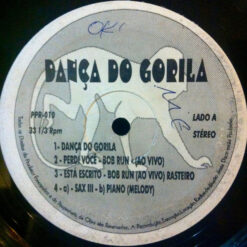 OK!
DANÇA DO GORILA
PPR-010
33 1/3 Rpm
LADO A
STÉREO
1- DANÇA DO GORILA
2 - PERDI VOCÊ - BOB RUN - (AO VIVO)
3 - ESTÁ ESCRITO - BOB RUN (AO VIVO) RASTEIRO
4 - a) - SAX III - b) PIANO (MELODY)